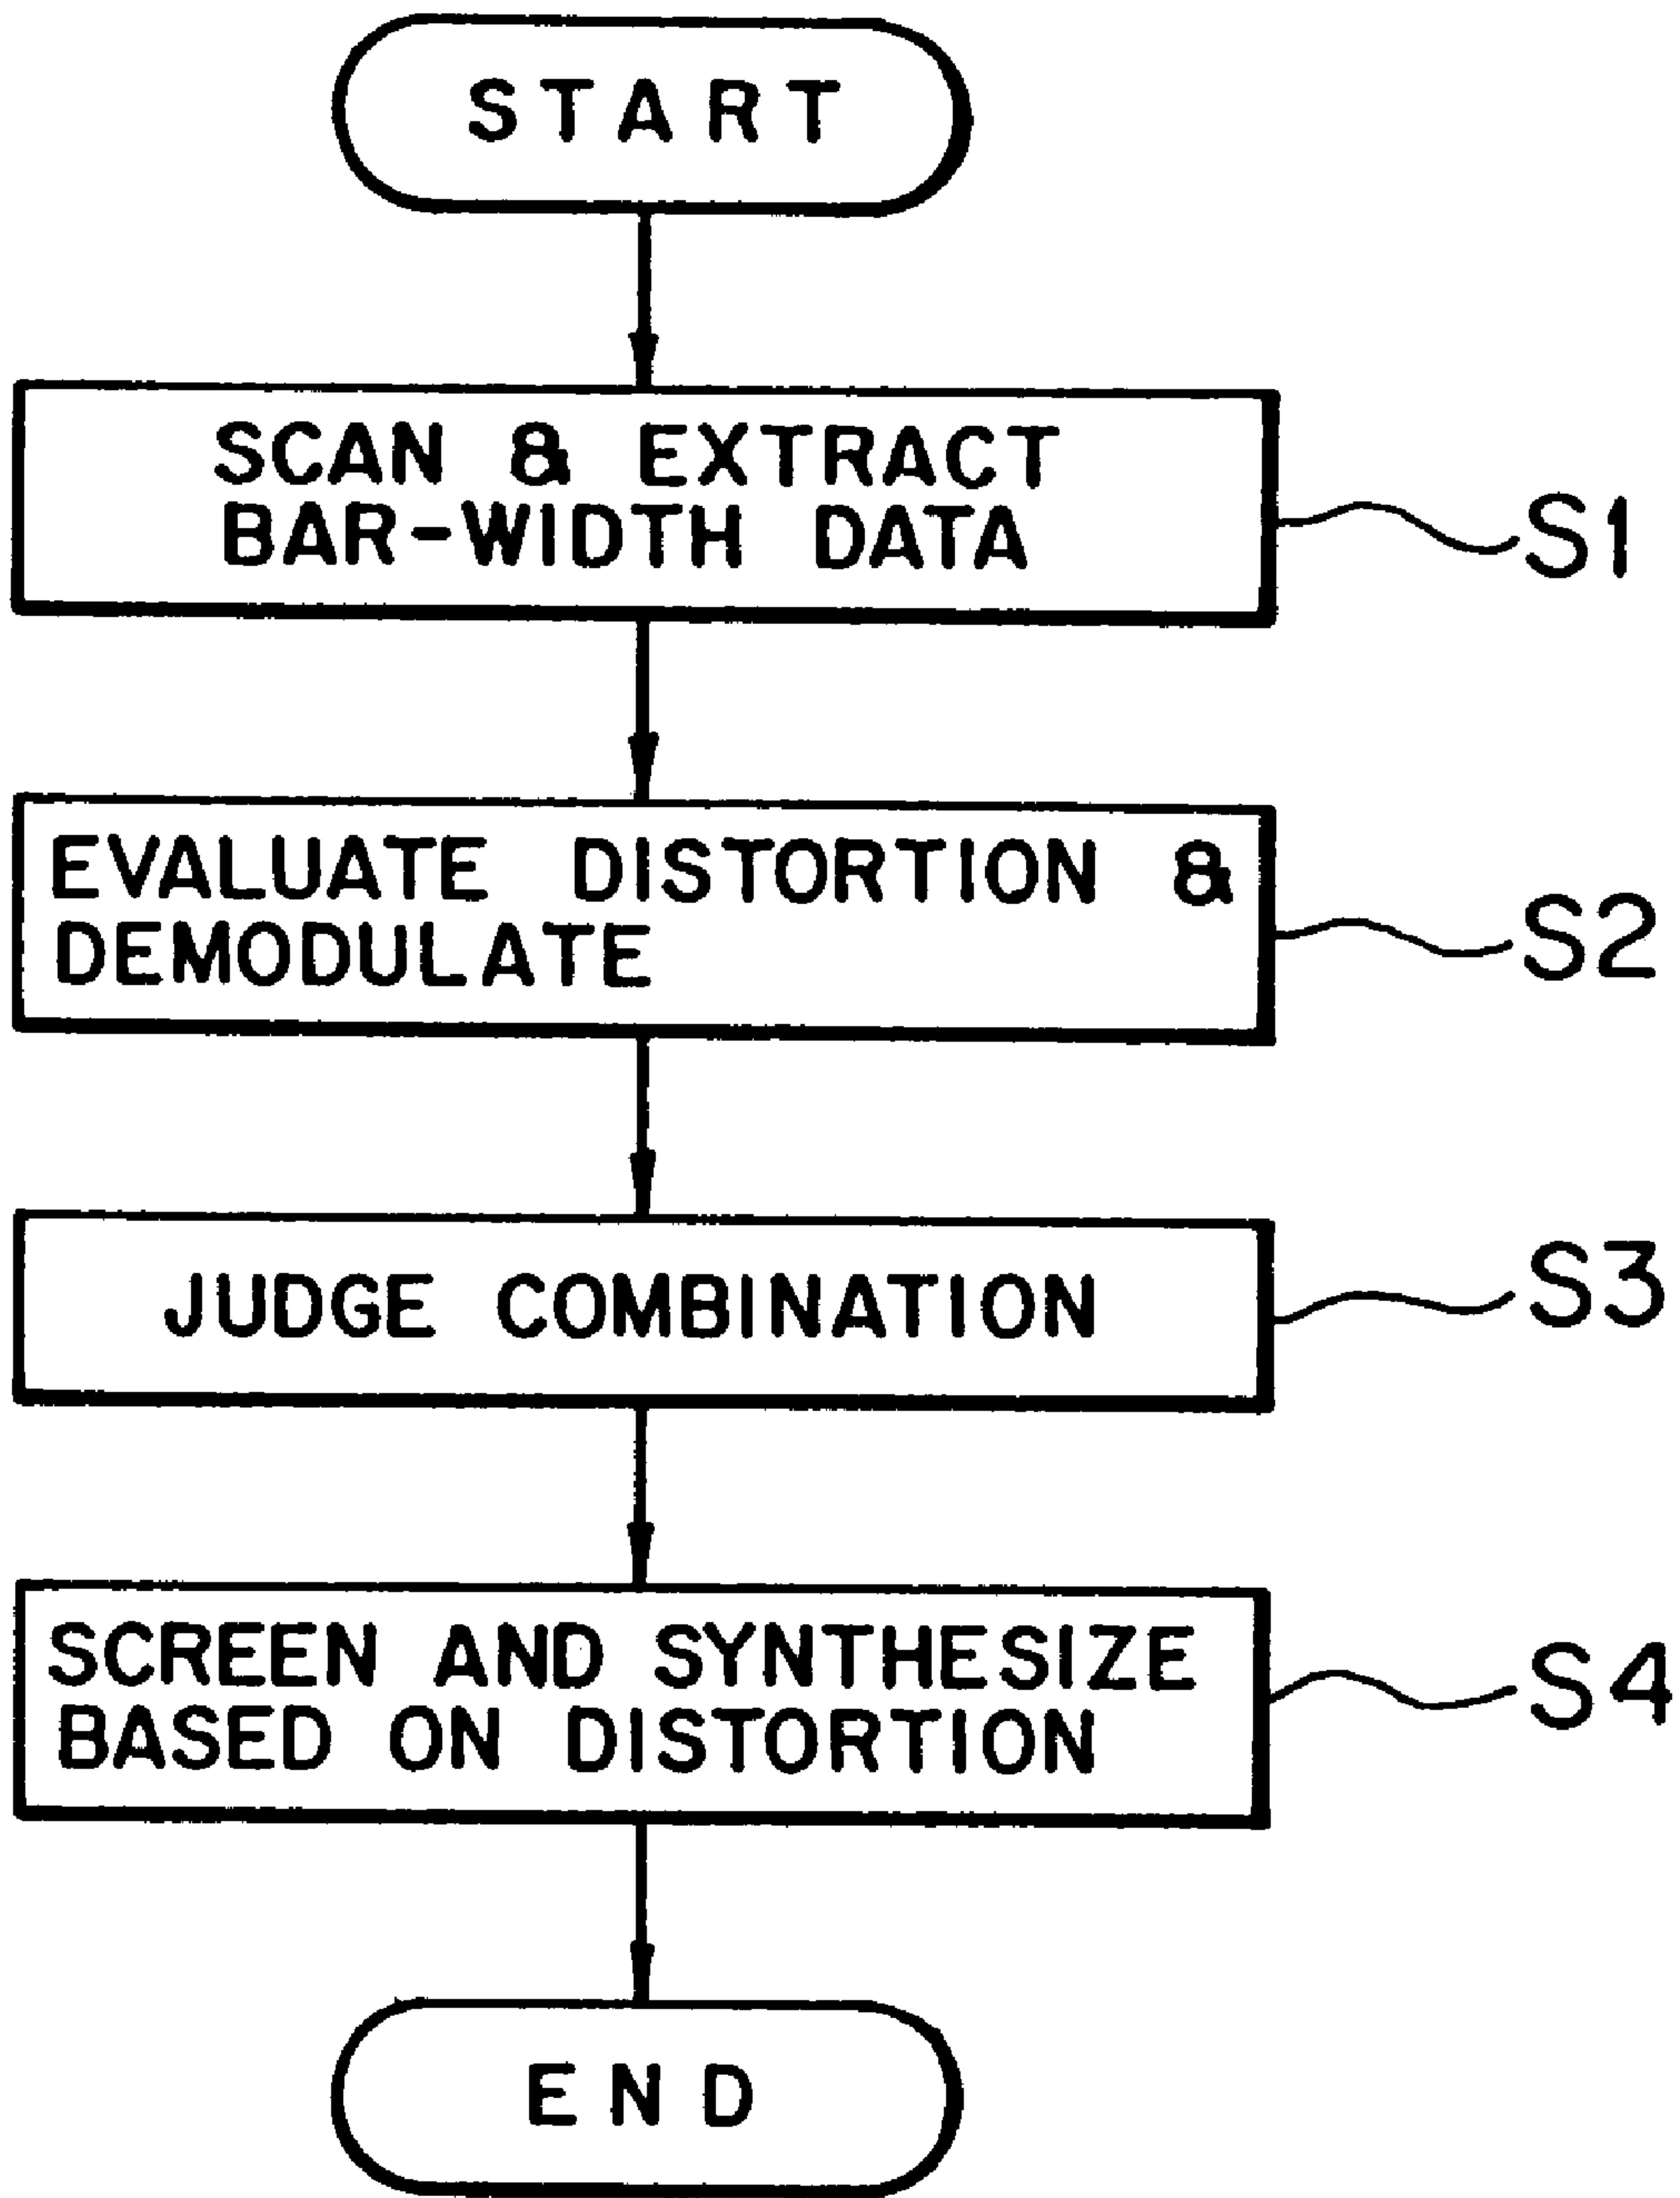 START
SCAN & EXTRACT
BAR-WIDTH DATA
S1
EVALUATE DISTORTION &
DEMODULATE
S2
JUDGE COMBINATION
S3
SCREEN AND SYNTHESIZE
BASED ON DISTORTION
S4
END